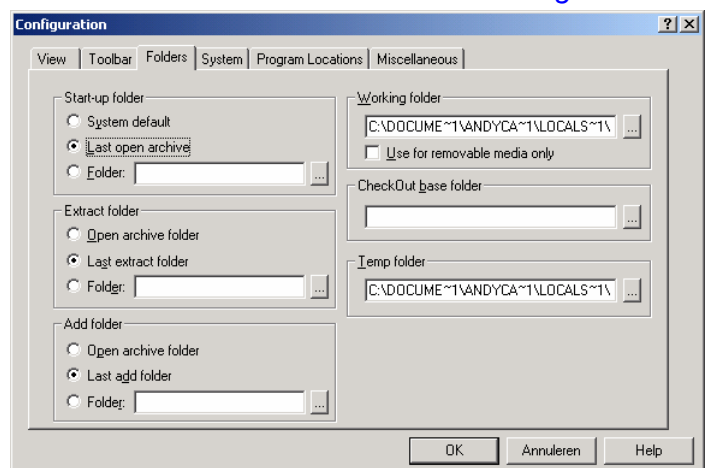 Configuration
View Toolbar Folders System Program Locations Miscellaneous
Start-up folder
System default
Last open archive
Folder: ...
Extract folder
Open archive folder
Last extract folder
Folder: ...
Add folder
Open archive folder
Last add folder
Folder: ...
Working folder
C:\DOCUME~1\ANDYCA~1\LOCALS~1\ ...
Use for removable media only
CheckOut base folder
...
Temp folder
C:\DOCUME~1\ANDYCA~1\LOCALS~1\ ...
OK Annuleren Help